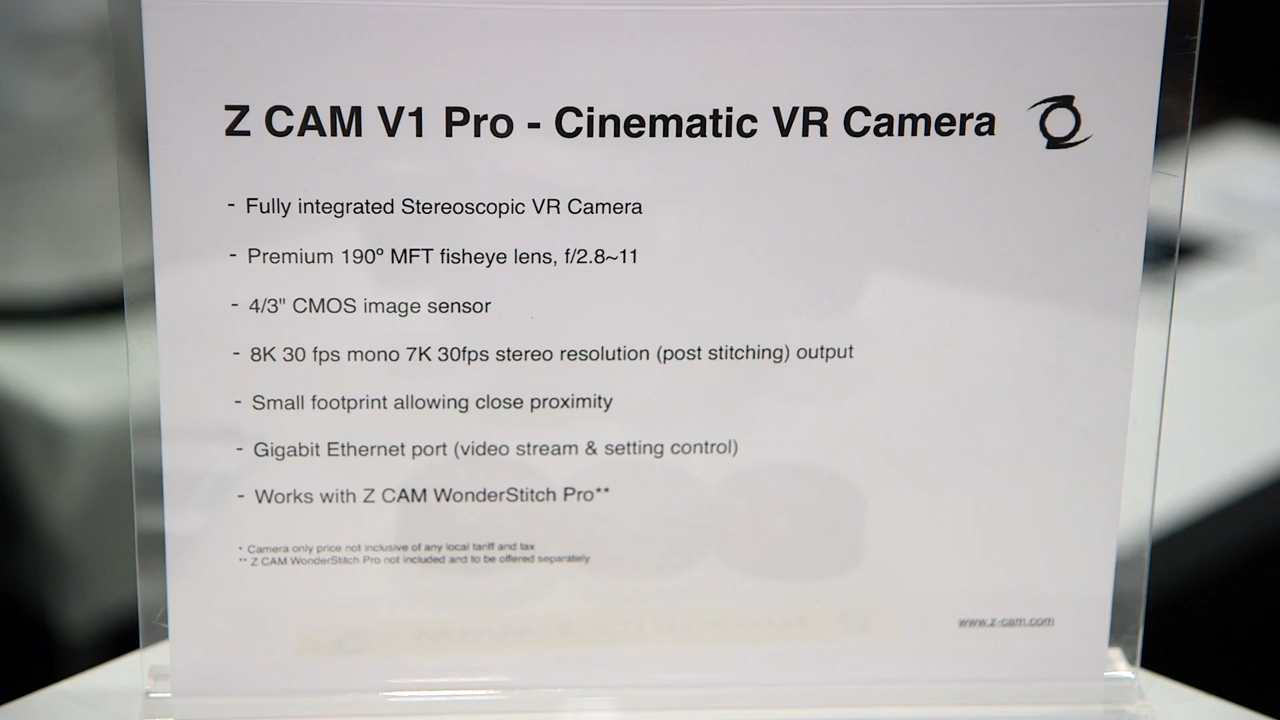 Z CAM V1 Pro - Cinematic VR Camera
- Fully integrated Stereoscopic VR Camera
- Premium 190º MFT fisheye lens, f/2.8~11
- 4/3" CMOS image sensor
- 8K 30 fps mono 7K 30fps stereo resolution (post stitching) output
- Small footprint allowing close proximity
- Gigabit Ethernet port (video stream & setting control)
- Works with Z CAM WonderStitch Pro**
* Camera only price not inclusive of any local tariff and tax
** Z CAM WonderStitch Pro not included and to be offered separately
www.z-cam.com